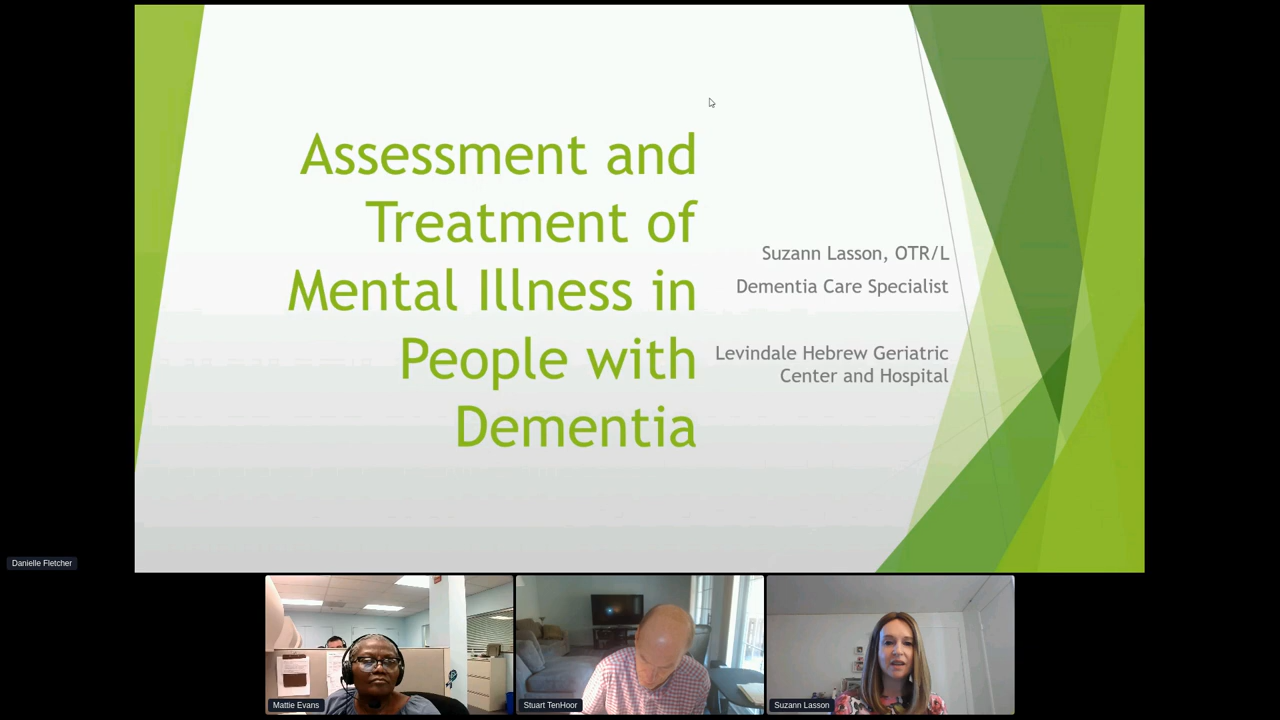 Assessment and
Treatment of
Mental Illness in
People with
Dementia
Suzann Lasson, OTR/L
Dementia Care Specialist
Levindale Hebrew Geriatric
Center and Hospital
Danielle Fletcher
Mattie Evans
Stuart TenHoor
Suzann Lasson